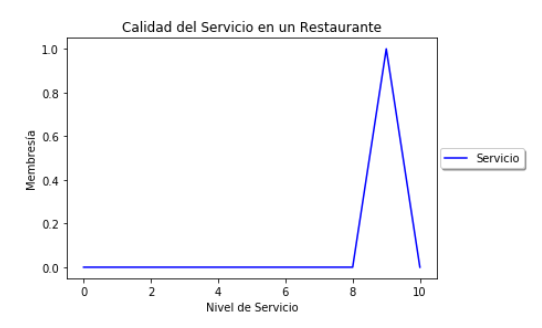 Calidad del Servicio en un Restaurante
1.0
0.8
0.6
0.4
0.2
0.0
Membresía
Servicio
0 2 4 6 8 10
Nivel de Servicio